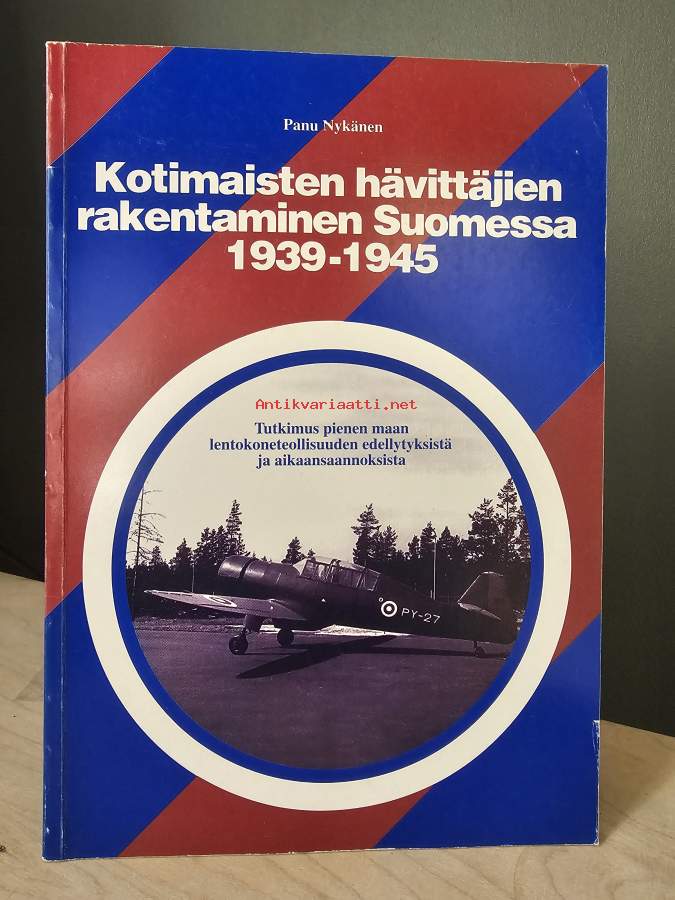 Panu Nykänen
Kotimaisten hävittäjien
rakentaminen Suomessa
1939-1945
Antikvariaatti.net
Tutkimus pienen maan
lentokoneteollisuuden edellytyksistä
ja aikaansaannoksista
PY-27